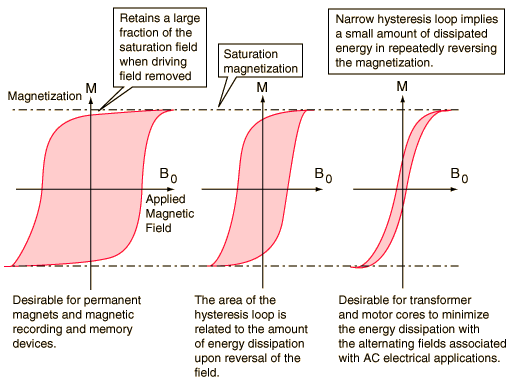 Retains a large
fraction of the
saturation field
when driving
field removed
Saturation
magnetization
Narrow hysteresis loop implies
a small amount of dissipated
energy in repeatedly reversing
the magnetization.
Magnetization
M
M
M
B0
B0
B0
Applied
Magnetic
Field
Desirable for permanent
magnets and magnetic
recording and memory
devices.
The area of the
hysteresis loop is
related to the amount
of energy dissipation
upon reversal of the
field.
Desirable for transformer
and motor cores to minimize
the energy dissipation with
the alternating fields associated
with AC electrical applications.